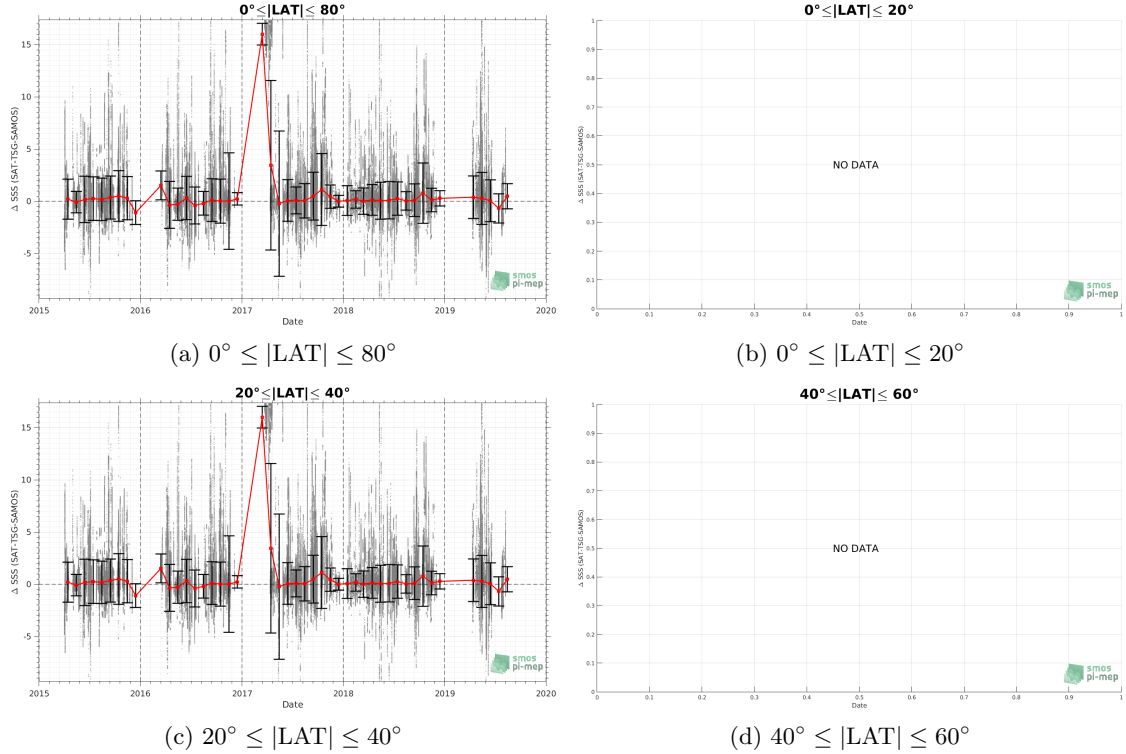 0°≤|LAT|≤ 80°
Δ SSS (SAT-TSG-SAMOS)
15
10
5
0
-5
2015 2016 2017 2018 2019 2020
Date
smos
pi-mep
(a) 0° ≤ |LAT| ≤ 80°
0°≤|LAT|≤ 20°
Δ SSS (SAT-TSG-SAMOS)
1
0.9
0.8
0.7
0.6
0.5
0.4
0.3
0.2
0.1
0
NO DATA
0 0.1 0.2 0.3 0.4 0.5 0.6 0.7 0.8 0.9 1
Date
smos
pi-mep
(b) 0° ≤ |LAT| ≤ 20°
20°≤|LAT|≤ 40°
Δ SSS (SAT-TSG-SAMOS)
15
10
5
0
-5
2015 2016 2017 2018 2019 2020
Date
smos
pi-mep
(c) 20° ≤ |LAT| ≤ 40°
40°≤|LAT|≤ 60°
Δ SSS (SAT-TSG-SAMOS)
1
0.9
0.8
0.7
0.6
0.5
0.4
0.3
0.2
0.1
0
NO DATA
0 0.1 0.2 0.3 0.4 0.5 0.6 0.7 0.8 0.9 1
Date
smos
pi-mep
(d) 40° ≤ |LAT| ≤ 60°